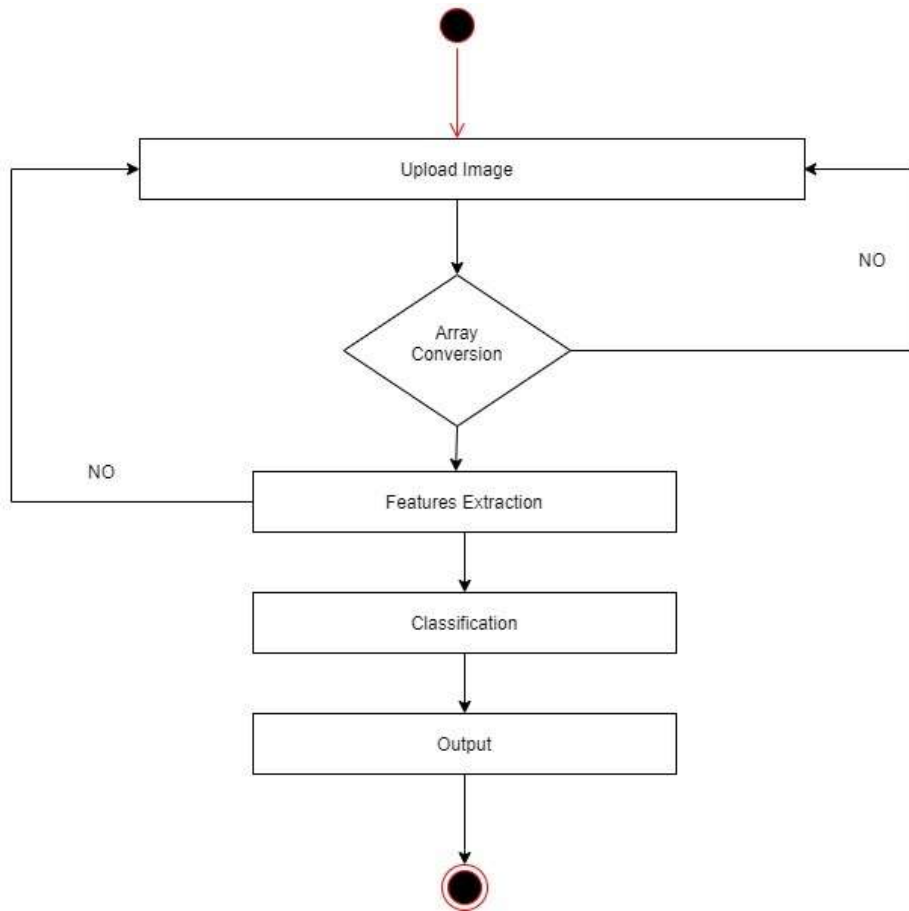 Upload Image
NO
Array
Conversion
NO
Features Extraction
Classification
Output